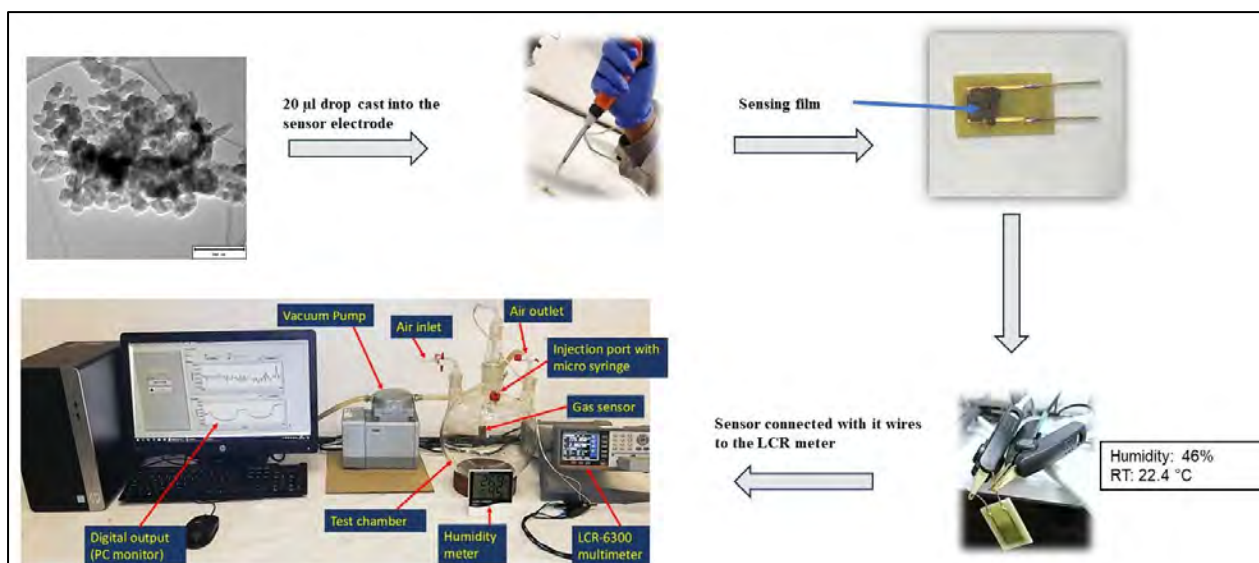 20 µl drop cast into the
sensor electrode
Sensing film
Vacuum Pump
Air inlet
Air outlet
Injection port with
micro syringe
Gas sensor
Digital output
(PC monitor)
Test chamber
Humidity
meter
LCR-6300
multimeter
Sensor connected with it wires
to the LCR meter
Humidity: 46%
RT: 22.4 °C